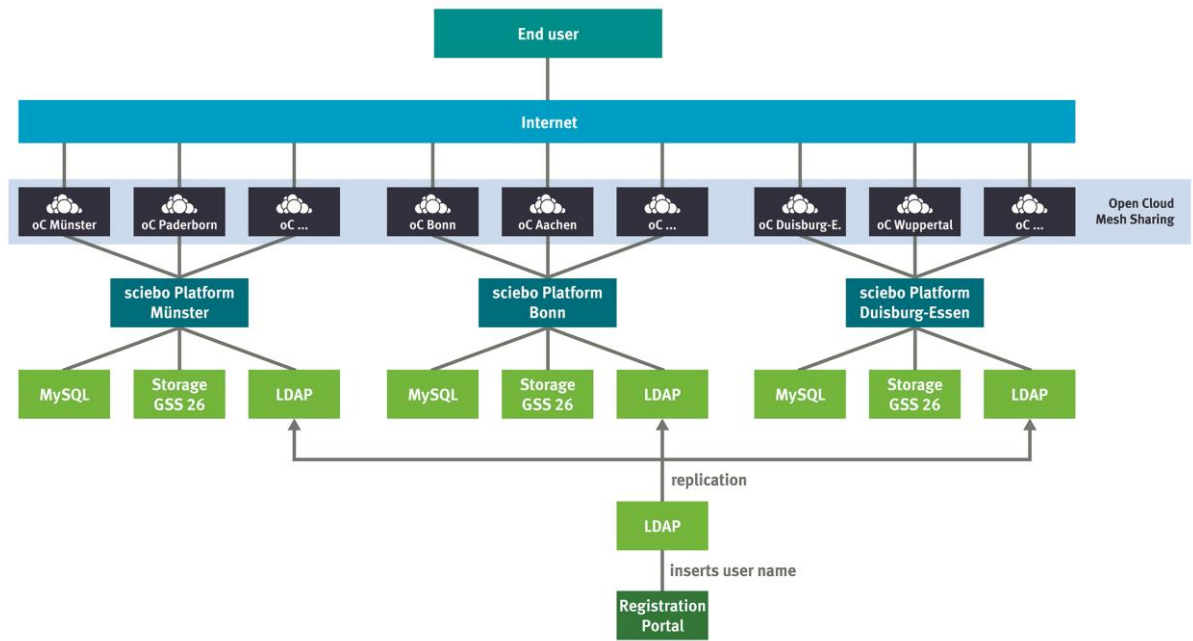 End user
Internet
oC Münster
oC Paderborn
oC ...
oC Bonn
oC Aachen
oC ...
oC Duisburg-E.
oC Wuppertal
oC ...
Open Cloud
Mesh Sharing
sciebo Platform
Münster
sciebo Platform
Bonn
sciebo Platform
Duisburg-Essen
MySQL
Storage
GSS 26
LDAP
MySQL
Storage
GSS 26
LDAP
MySQL
Storage
GSS 26
LDAP
replication
LDAP
inserts user name
Registration
Portal